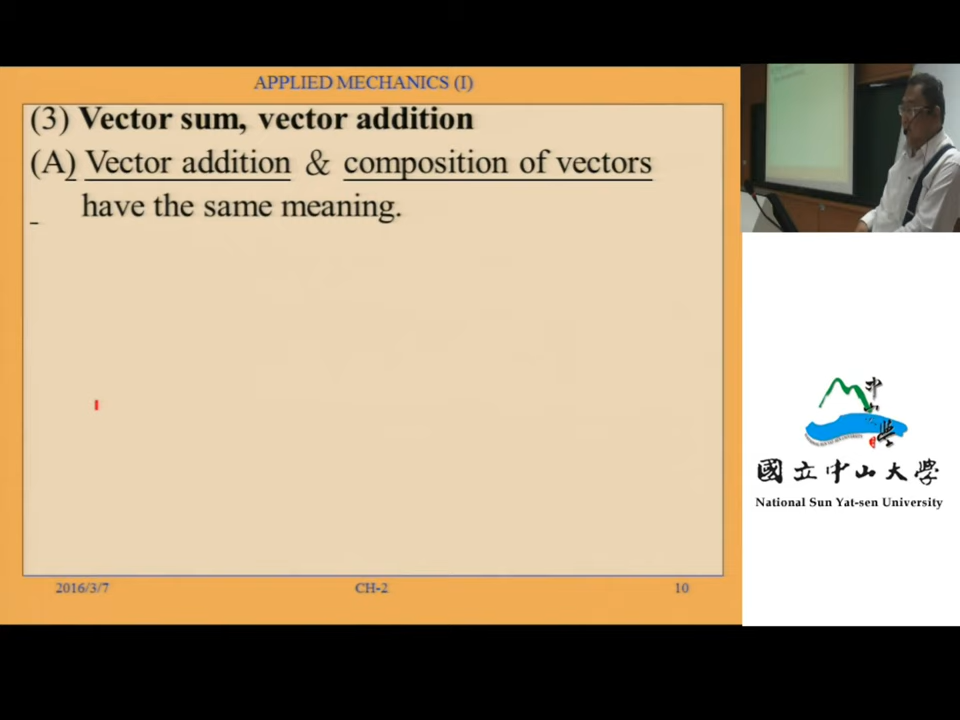 APPLIED MECHANICS (I)
(3) Vector sum, vector addition
(A) Vector addition & composition of vectors
have the same meaning.
2016/3/7
CH-2
10
國立中山大學
National Sun Yat-sen University